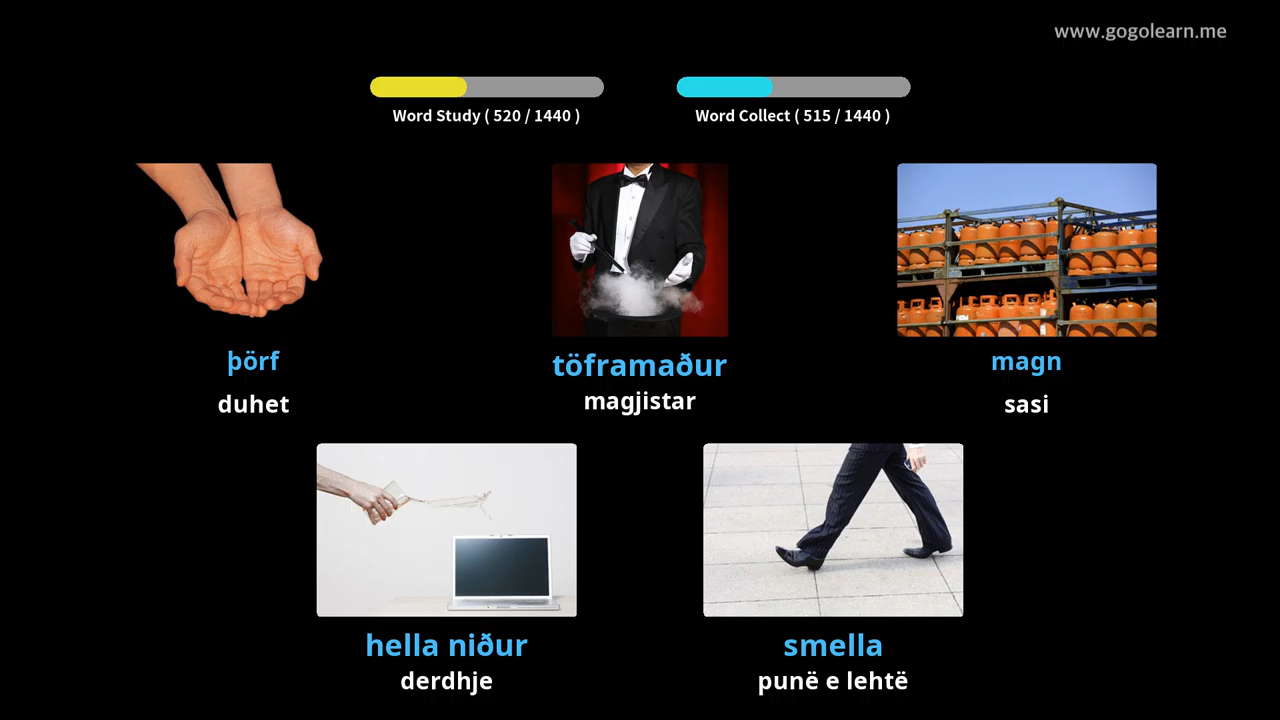 www.gogolearn.me
Word Study ( 520 / 1440 )
Word Collect ( 515 / 1440 )
þörf
duhet
töframaður
magjistar
magn
sasi
hella niður
derdhje
smella
punë e lehtë